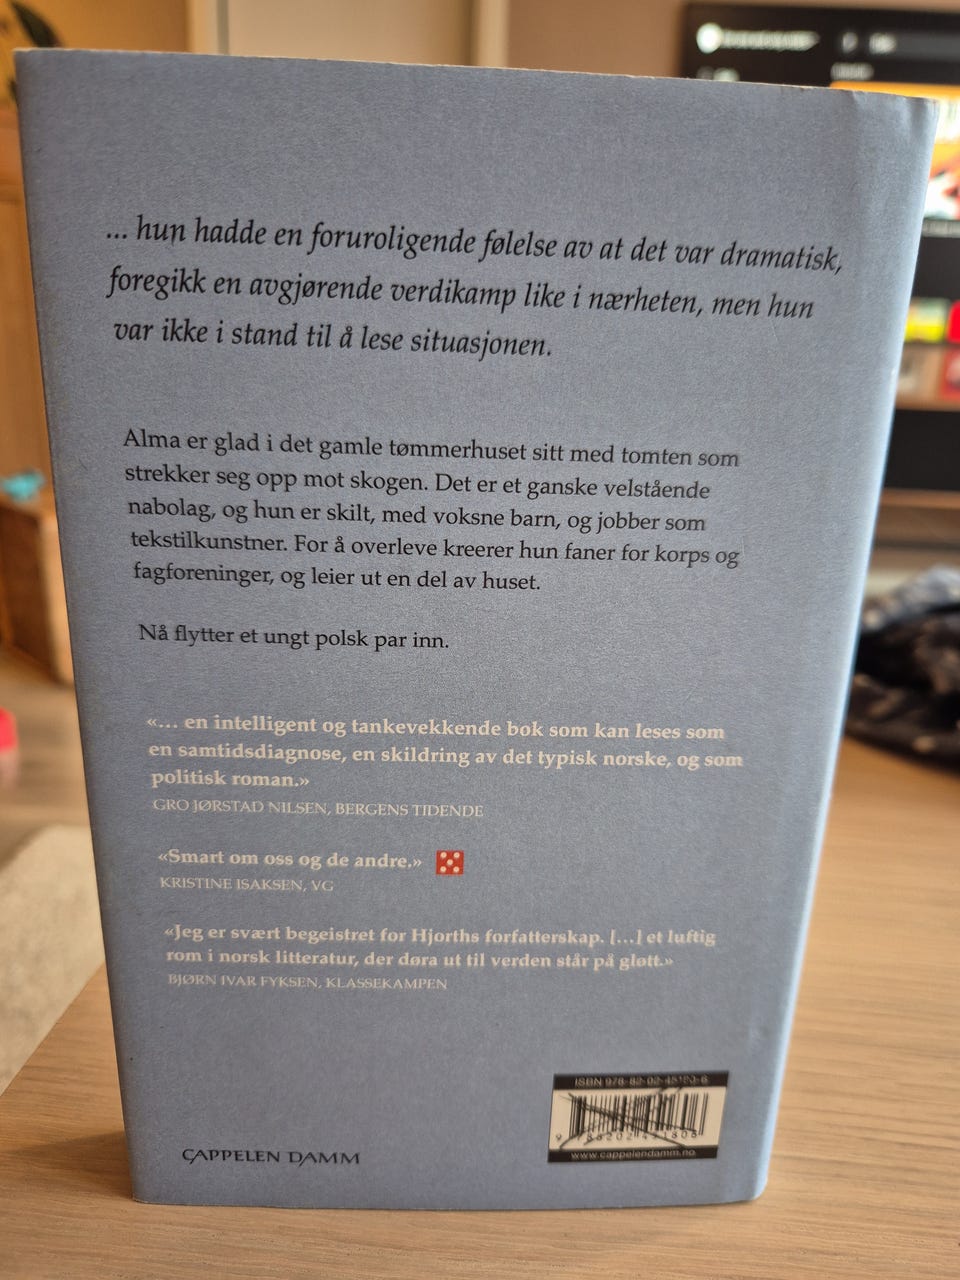 ... hun hadde en foruroligende følelse av at det var dramatisk,
foregikk en avgjørende verdikamp like i nærheten, men hun
var ikke i stand til å lese situasjonen.
Alma er glad i det gamle tømmerhuset sitt med tomten som
strekker seg opp mot skogen. Det er et ganske velstående
nabolag, og hun er skilt, med voksne barn, og jobber som
tekstilkunstner. For å overleve kreerer hun faner for korps og
fagforeninger, og leier ut en del av huset.
Nå flytter et ungt polsk par inn.
«... en intelligent og tankevekkende bok som kan leses som
en samtidsdiagnose, en skildring av det typisk norske, og som
politisk roman.»
GRO JØRSTAD NILSEN, BERGENS TIDENDE
«Smart om oss og de andre.»
KRISTINE ISAKSEN, VG
«Jeg er svært begeistret for Hjorths forfatterskap. [...] et luftig
rom i norsk litteratur, der døra ut til verden står på gløtt.»
BJØRN IVAR FYKSEN, KLASSEKAMPEN
ISBN
www.cappelendamm.no
CAPPELEN DAMM